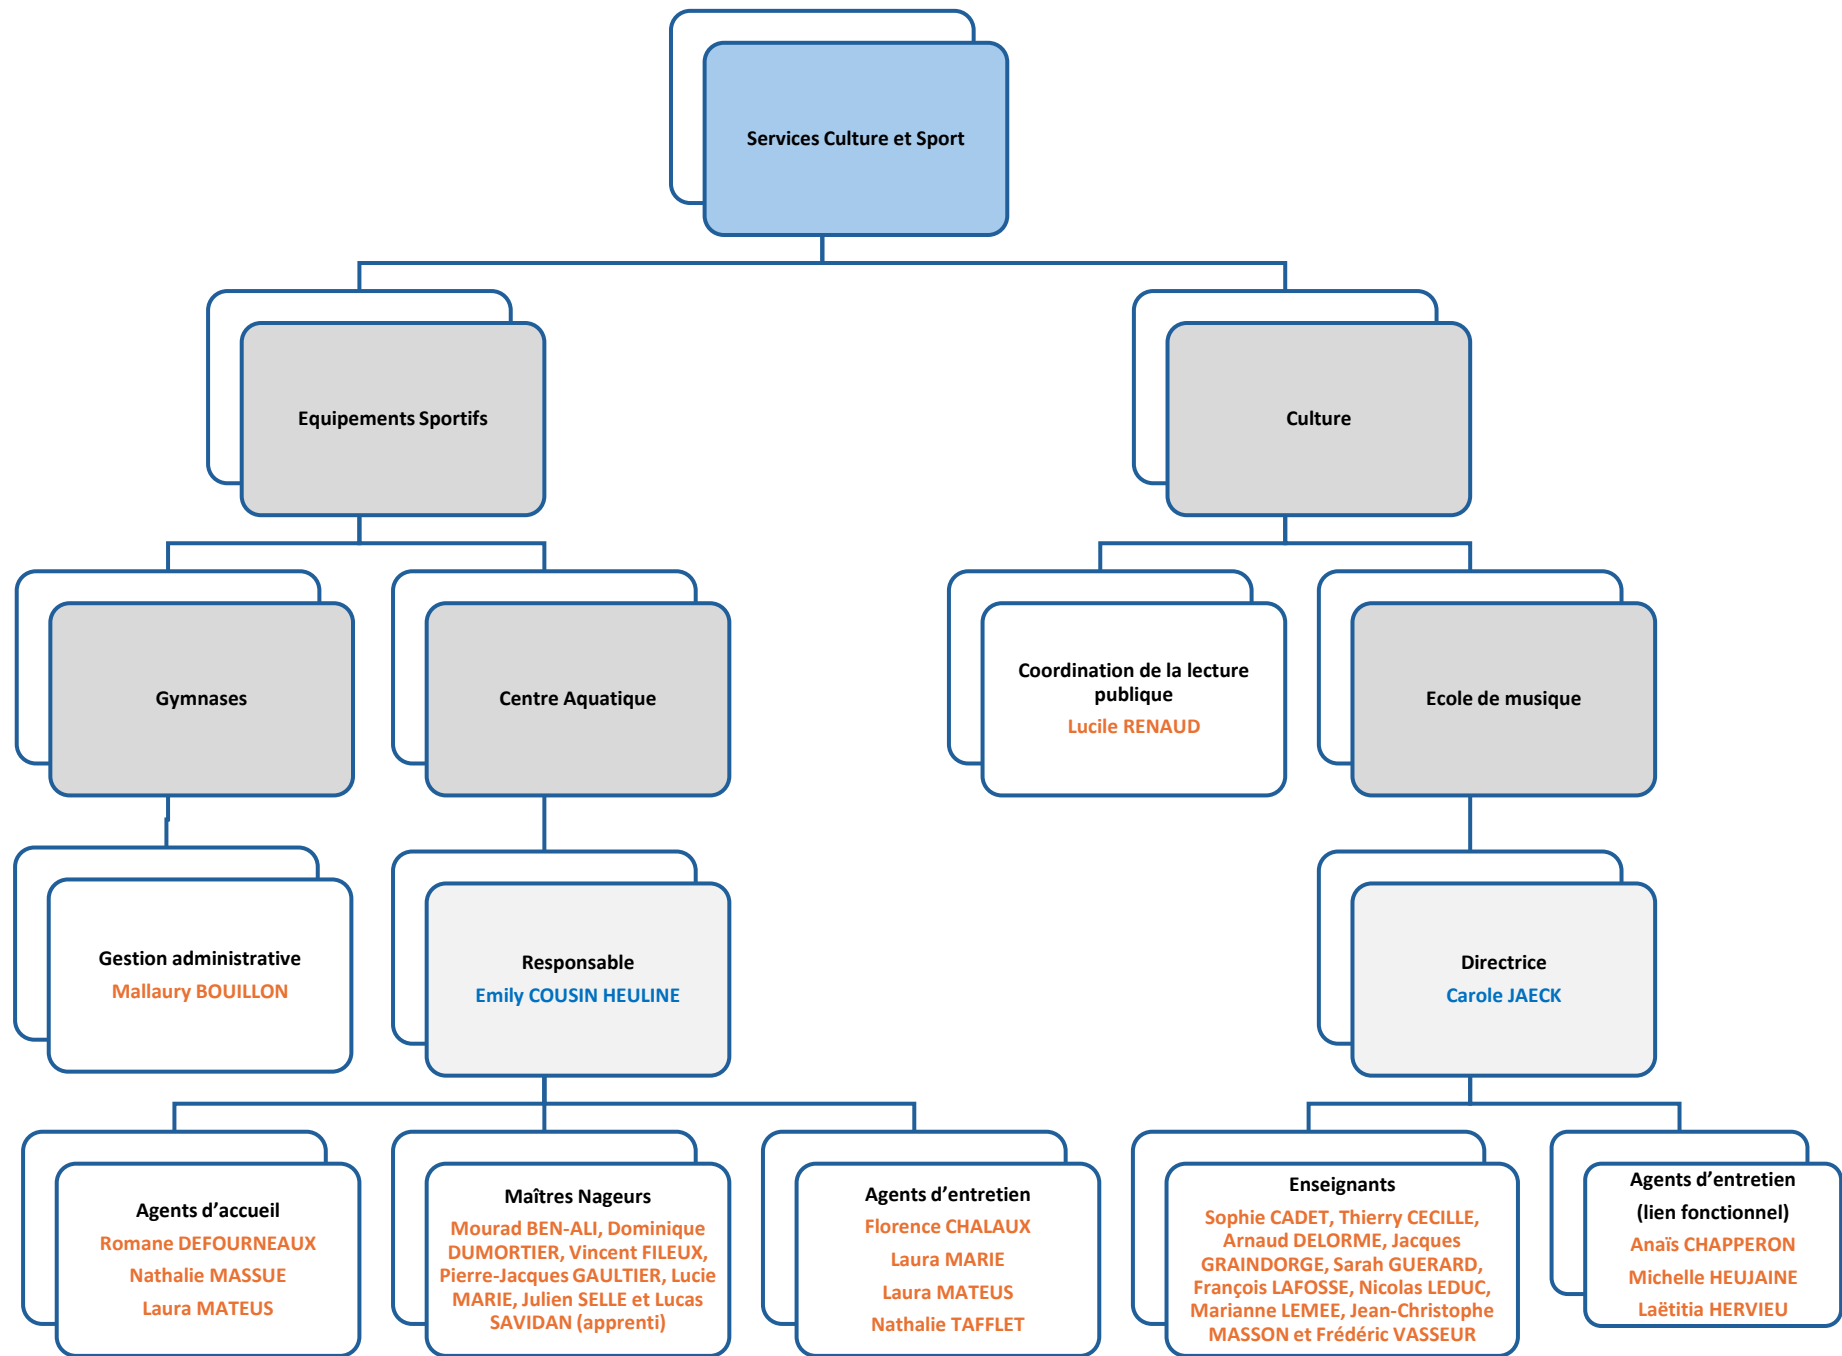 Services Culture et Sport
Equipements Sportifs
Culture
Gymnases
Centre Aquatique
Coordination de la lecture
publique
Lucile RENAUD
Ecole de musique
Gestion administrative
Mallaury BOUILLON
Responsable
Emily COUSIN HEULINE
Directrice
Carole JAECK
Agents d’accueil
Romane DEFOURNEAUX
Nathalie MASSUE
Laura MATEUS
Maîtres Nageurs
Mourad BEN-ALI, Dominique
DUMORTIER, Vincent FILEUX,
Pierre-Jacques GAULTIER, Lucie
MARIE, Julien SELLE et Lucas
SAVIDAN (apprenti)
Agents d’entretien
Florence CHALAUX
Laura MARIE
Laura MATEUS
Nathalie TAFFLET
Enseignants
Sophie CADET, Thierry CECILLE,
Arnaud DELORME, Jacques
GRAINDORGE, Sarah GUERARD,
François LAFOSSE, Nicolas LEDUC,
Marianne LEMEE, Jean-Christophe
MASSON et Frédéric VASSEUR
Agents d’entretien
(lien fonctionnel)
Anaïs CHAPPERON
Michelle HEUJAINE
Laëtitia HERVIEU